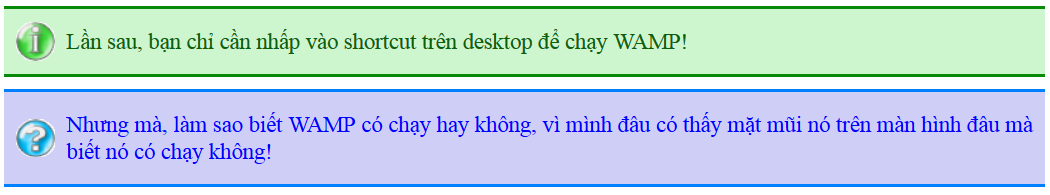 Lần sau, bạn chỉ cần nhấp vào shortcut trên desktop để chạy WAMP!
Nhưng mà, làm sao biết WAMP có chạy hay không, vì mình đâu có thấy mặt mũi nó trên màn hình đâu mà
biết nó có chạy không!